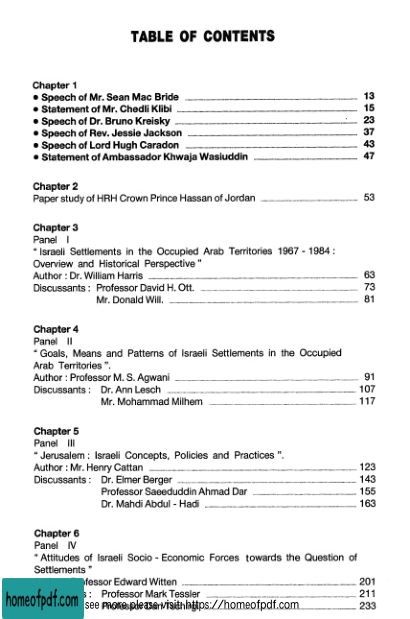 TABLE OF CONTENTS
Chapter 1
• Speech of Mr. Sean Mac Bride 13
• Statement of Mr. Chedli Klibi 15
• Speech of Dr. Bruno Kreisky 23
• Speech of Rev. Jessie Jackson 37
• Speech of Lord Hugh Caradon 43
• Statement of Ambassador Khwaja Wasiuddin 47
Chapter 2
Paper study of HRH Crown Prince Hassan of Jordan 53
Chapter 3
Panel I
“ Israeli Settlements in the Occupied Arab Territories 1967 - 1984 :
Overview and Historical Perspective ”
Author : Dr. William Harris 63
Discussants : Professor David H. Ott. 73
Mr. Donald Will. 81
Chapter 4
Panel II
“ Goals, Means and Patterns of Israeli Settlements in the Occupied
Arab Territories ”.
Author : Professor M. S. Agwani 91
Discussants : Dr. Ann Lesch 107
Mr. Mohammad Milhem 117
Chapter 5
Panel III
“ Jerusalem : Israeli Concepts, Policies and Practices ”.
Author : Mr. Henry Cattan 123
Discussants : Dr. Elmer Berger 143
Professor Saeeduddin Ahmad Dar 155
Dr. Mahdi Abdul - Hadi 163
Chapter 6
Panel IV
“ Attitudes of Israeli Socio - Economic Forces towards the Question of
Settlements ”
fessor Edward Witten 201
s : Professor Mark Tessier 211
Professor 233
homeofpdf.com
see more please visit https://homeofpdf.com